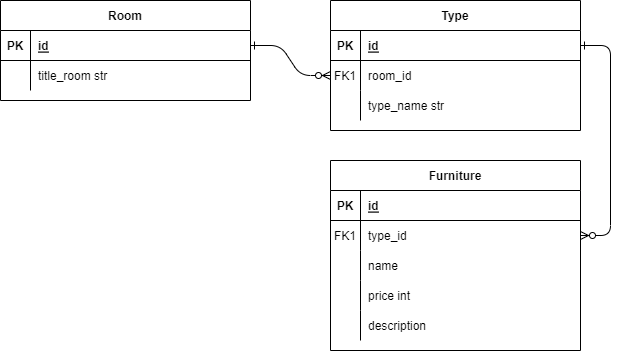 Room
PK id
title_room str
Type
PK id
FK1 room_id
type_name str
Furniture
PK id
FK1 type_id
name
price int
description